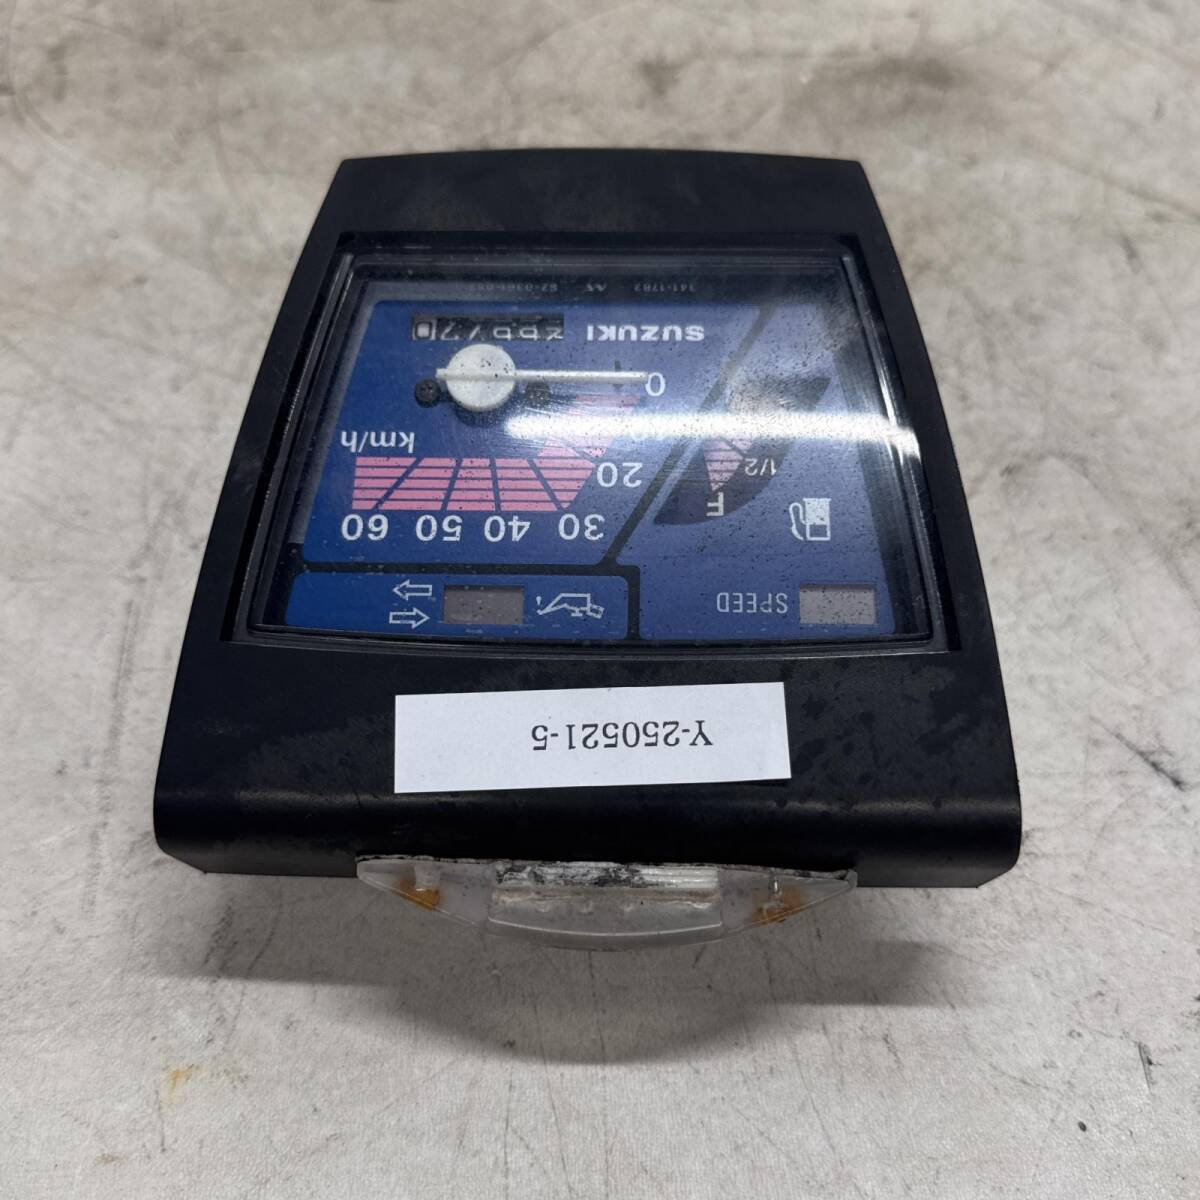 Y-250521-5
SPEED
30 40 50 60
F
1/2
20
km/h
0
SUZUKI